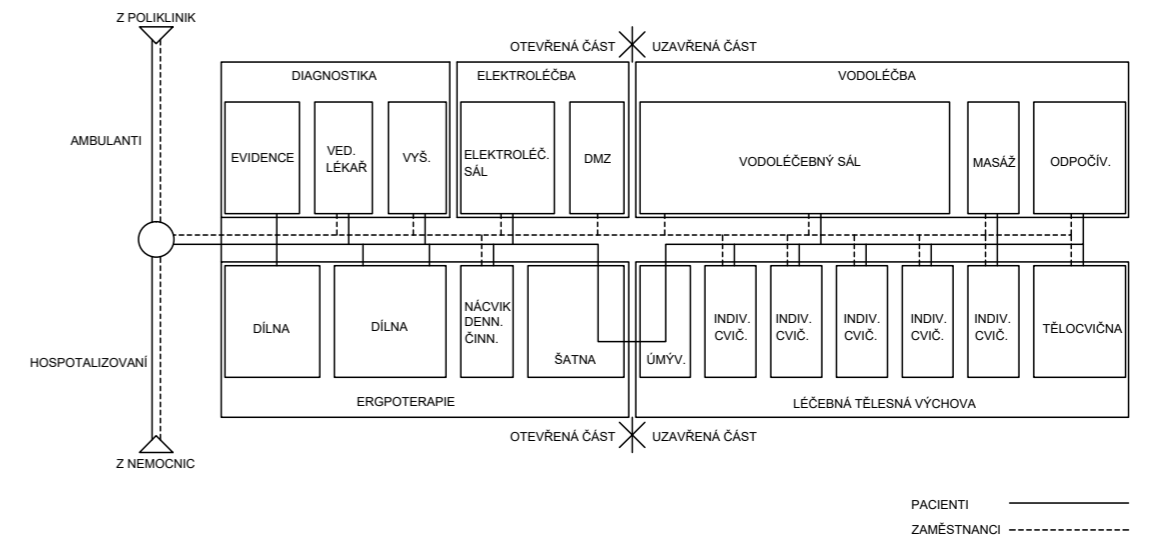 Z POLIKLINIK
OTEVŘENÁ ČÁST
UZAVŘENÁ ČÁST
DIAGNOSTIKA
ELEKTROLÉČBA
VODOLÉČBA
AMBULANTI
EVIDENCE
VED.
LÉKAŘ
VYŠ.
ELEKTROLÉČ.
SÁL
DMZ
VODOLÉČEBNÝ SÁL
MASÁŽ
ODPOČÍV.
DÍLNA
DÍLNA
NÁCVIK
DENN.
ČINN.
ŠATNA
ÚMÝV.
INDIV.
CVIČ.
INDIV.
CVIČ.
INDIV.
CVIČ.
INDIV.
CVIČ.
INDIV.
CVIČ.
TĚLOCVIČNA
HOSPOTALIZOVANÍ
ERGPOTERAPIE
LÉČEBNÁ TĚLESNÁ VÝCHOVA
OTEVŘENÁ ČÁST
UZAVŘENÁ ČÁST
Z NEMOCNIC
PACIENTI
ZAMĚSTNANCI